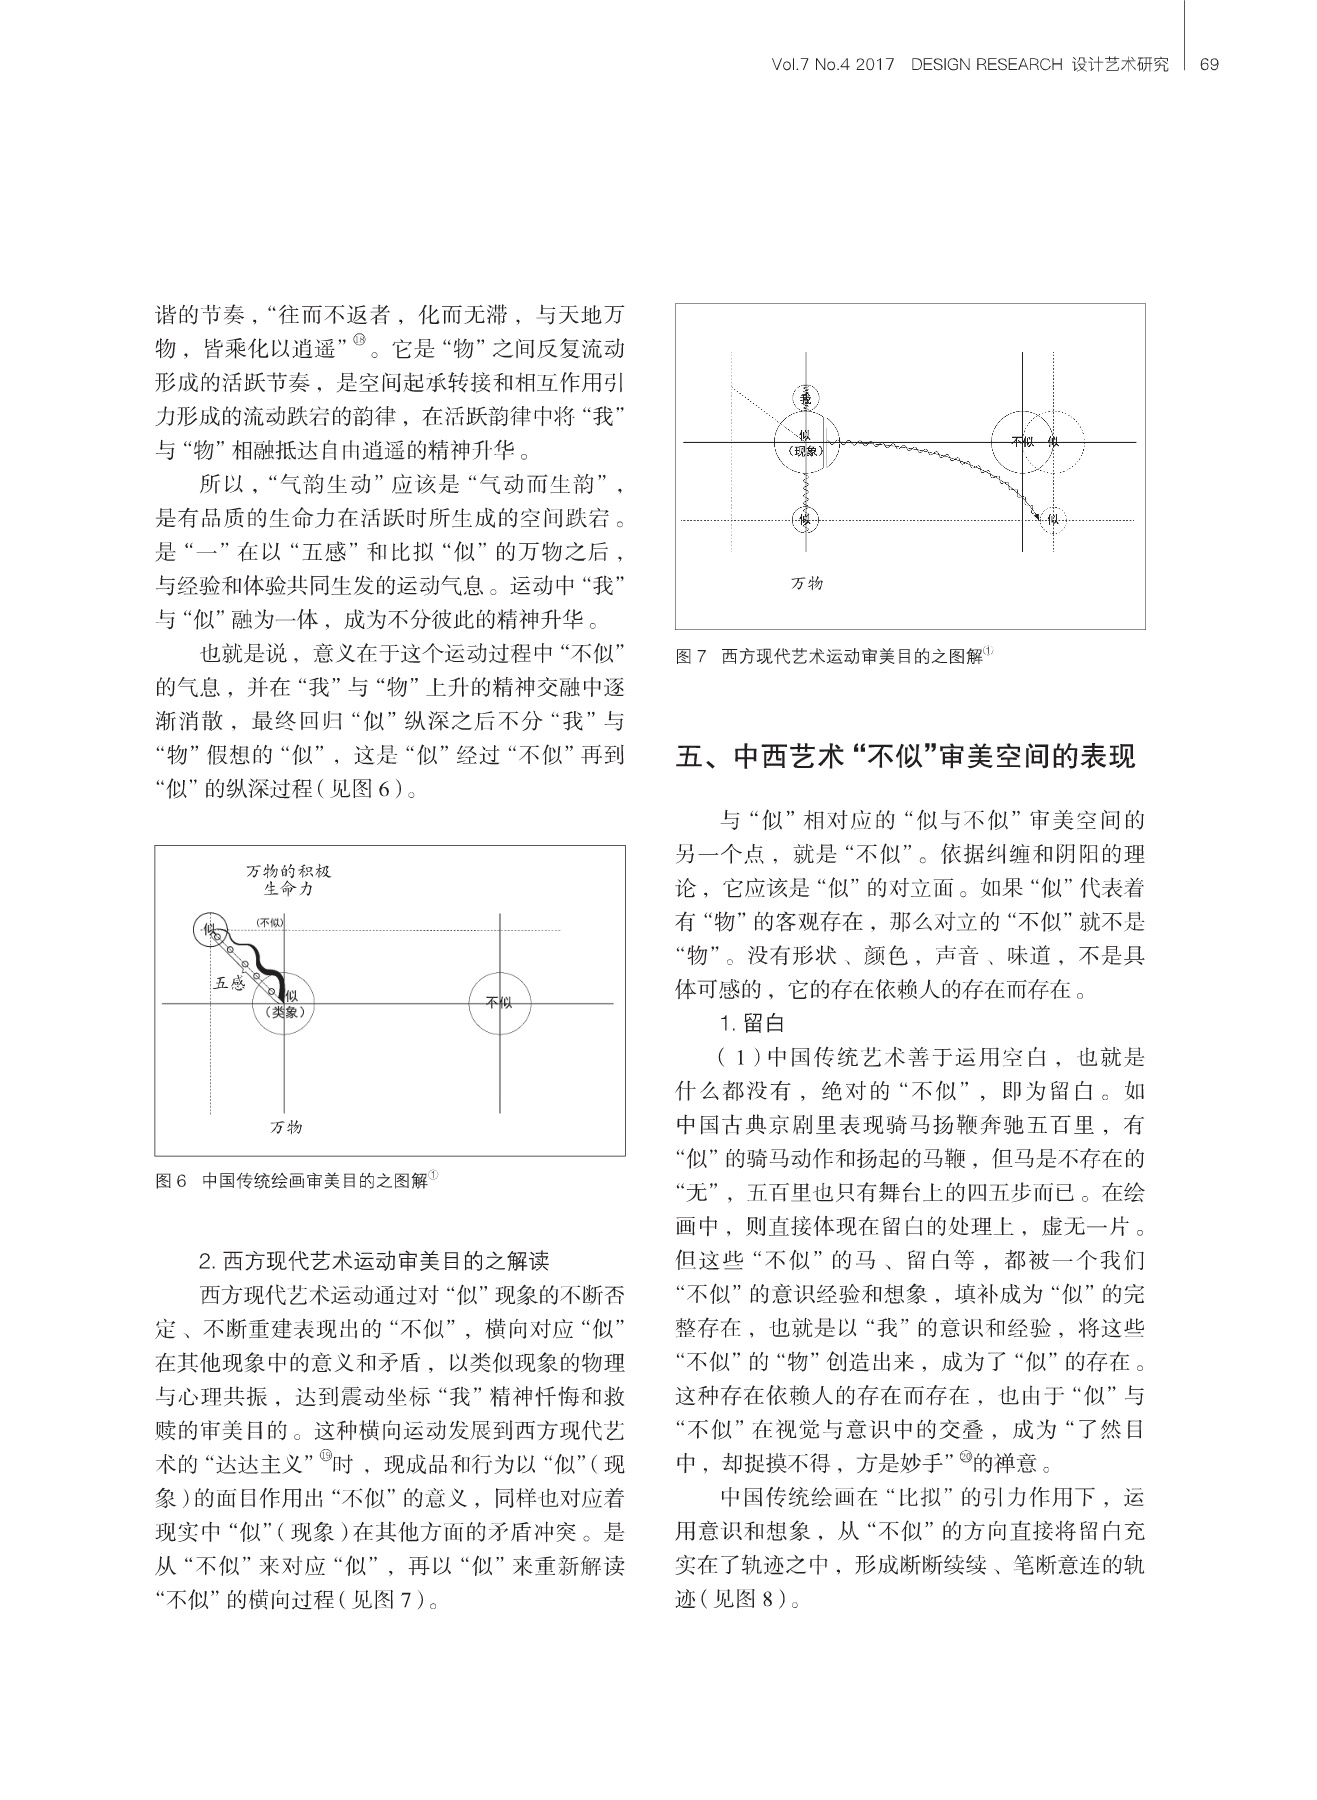 Vol.7 No.4 2017 DESIGN RESEARCH 设计艺术研究 69
谐的节奏，“往而不返者，化而无滞，与天地万
物，皆乘化以逍遥”⑱。它是“物”之间反复流动
形成的活跃节奏，是空间起承转接和相互作用引
力形成的流动跌宕的韵律，在活跃韵律中将“我”
与“物”相融抵达自由逍遥的精神升华。
所以，“气韵生动”应该是“气动而生韵”，
是有品质的生命力在活跃时所生成的空间跌宕。
是“一”在以“五感”和比拟“似”的万物之后，
与经验和体验共同生发的运动气息。运动中“我”
与“似”融为一体，成为不分彼此的精神升华。
也就是说，意义在于这个运动过程中“不似”
的气息，并在“我”与“物”上升的精神交融中逐
渐消散，最终回归“似”纵深之后不分“我”与
“物”假想的“似”，这是“似”经过“不似”再到
“似”的纵深过程（见图6）。
万物的积极
生命力
（不似）
似
五感
似
（类象）
不似
万物
图6 中国传统绘画审美目的之图解①
2. 西方现代艺术运动审美目的之解读
西方现代艺术运动通过对“似”现象的不断否
定、不断重建表现出的“不似”，横向对应“似”
在其他现象中的意义和矛盾，以类似现象的物理
与心理共振，达到震动坐标“我”精神忏悔和救
赎的审美目的。这种横向运动发展到西方现代艺
术的“达达主义”⑲时，现成品和行为以“似”（现
象）的面目作用出“不似”的意义，同样也对应着
现实中“似”（现象）在其他方面的矛盾冲突。是
从“不似”来对应“似”，再以“似”来重新解读
“不似”的横向过程（见图7）。
我
似
（现象）
不似 似
似
似
万物
图7 西方现代艺术运动审美目的之图解①
五、中西艺术“不似”审美空间的表现
与“似”相对应的“似与不似”审美空间的
另一个点，就是“不似”。依据纠缠和阴阳的理
论，它应该是“似”的对立面。如果“似”代表着
有“物”的客观存在，那么对立的“不似”就不是
“物”。没有形状、颜色，声音、味道，不是具
体可感的，它的存在依赖人的存在而存在。
1. 留白
（1）中国传统艺术善于运用空白，也就是
什么都没有，绝对的“不似”，即为留白。如
中国古典京剧里表现骑马扬鞭奔驰五百里，有
“似”的骑马动作和扬起的马鞭，但马是不存在的
“无”，五百里也只有舞台上的四五步而已。在绘
画中，则直接体现在留白的处理上，虚无一片。
但这些“不似”的马、留白等，都被一个我们
“不似”的意识经验和想象，填补成为“似”的完
整存在，也就是以“我”的意识和经验，将这些
“不似”的“物”创造出来，成为了“似”的存在。
这种存在依赖人的存在而存在，也由于“似”与
“不似”在视觉与意识中的交叠，成为“了然目
中，却捉摸不得，方是妙手”⑳的禅意。
中国传统绘画在“比拟”的引力作用下，运
用意识和想象，从“不似”的方向直接将留白充
实在了轨迹之中，形成断断续续、笔断意连的轨
迹（见图8）。